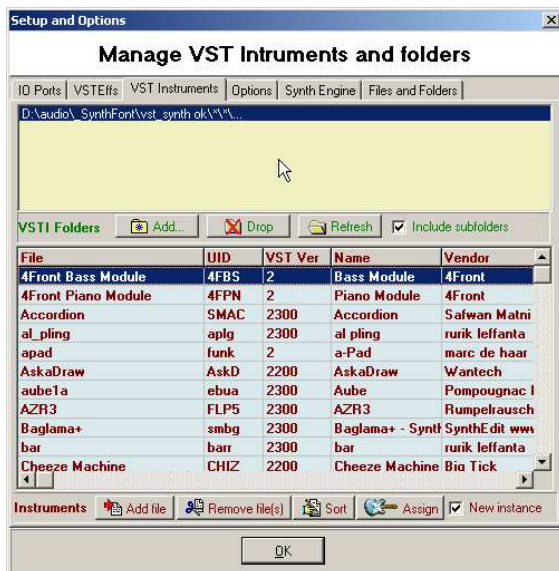 Setup and Options
Manage VST Intruments and folders
IO Ports VSTEffs VST Instruments Options Synth Engine Files and Folders
D:\audio\_SynthFont\vst_synth ok\*\*\...
VSTI Folders Add... Drop Refresh Include subfolders
File UID VST Ver Name Vendor
4Front Bass Module 4FBS 2 Bass Module 4Front
4Front Piano Module 4FPN 2 Piano Module 4Front
Accordion SMAC 2300 Accordion Safwan Matni
al_pling aplg 2300 al pling rurik leffanta
apad funk 2 a-Pad marc de haar
AskaDraw AskD 2200 AskaDraw Wantech
aube1a ebua 2300 Aube Pompougnac
AZR3 FLP5 2300 AZR3 Rumpelrausch
Baglama+ smbg 2300 Baglama+ - Synth SynthEdit www
bar barr 2300 bar rurik leffanta
Cheeze Machine CHIZ 2200 Cheeze Machine Big Tick
Instruments Add file Remove file(s) Sort Assign New instance
OK